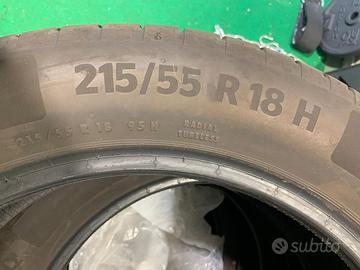 215/55 R 18 H
215/55 R 18 95 H
RADIAL
TUBELESS
subito